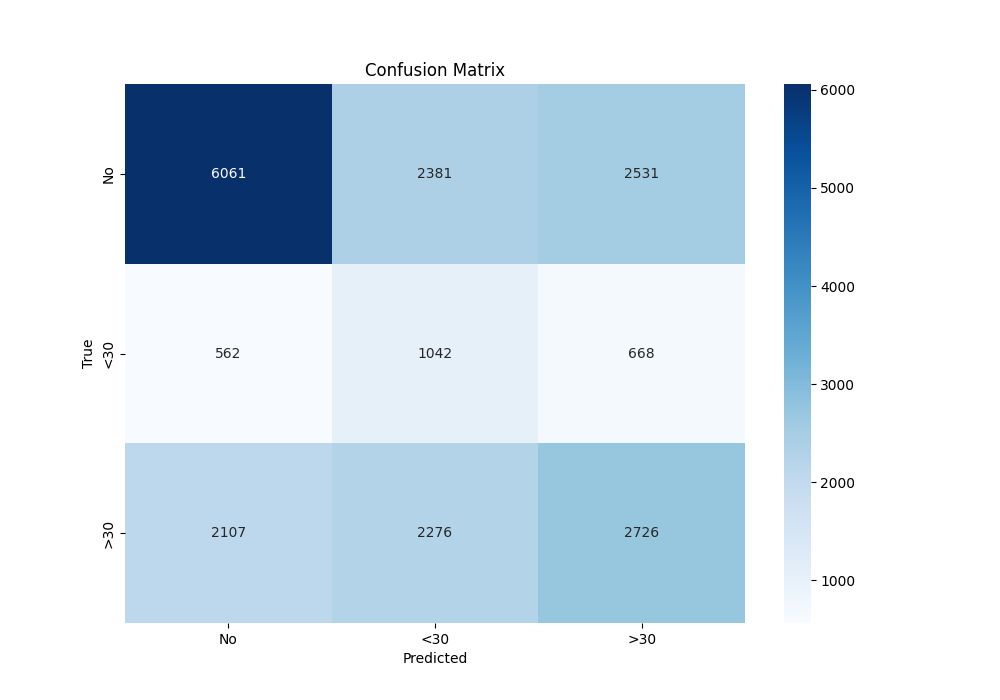 Confusion Matrix
No 6061 2381 2531
<30 562 1042 668
>30 2107 2276 2726
No <30 >30
Predicted
True
6000
5000
4000
3000
2000
1000